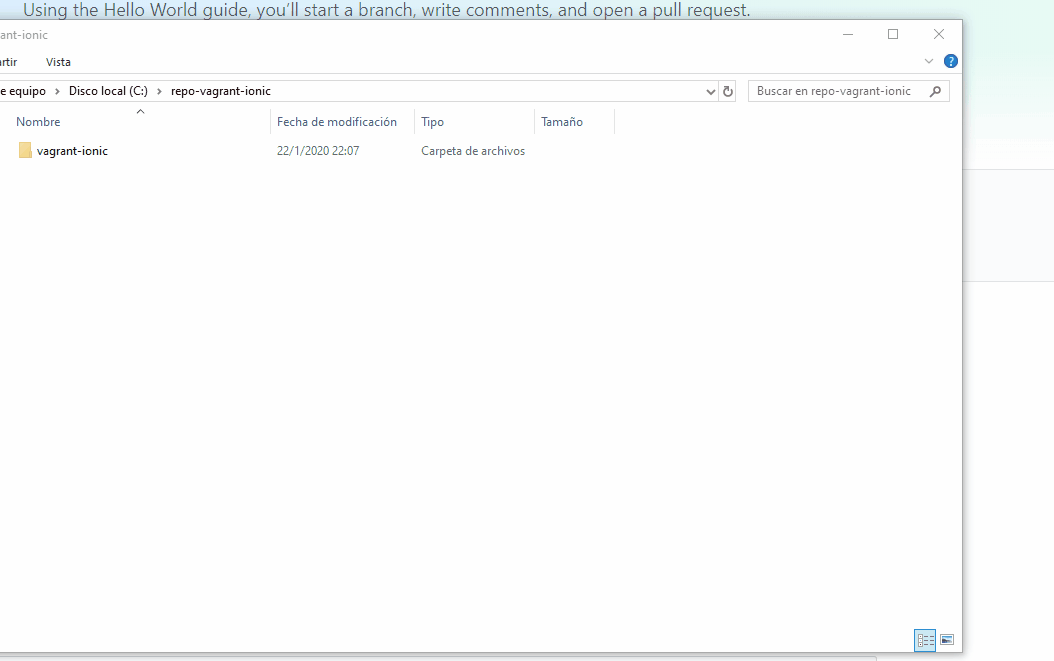 Using the Hello World guide, you’ll start a branch, write comments, and open a pull request.
ant-ionic
rtir Vista ?
e equipo > Disco local (C:) > repo-vagrant-ionic Buscar en repo-vagrant-ionic
Nombre Fecha de modificación Tipo Tamaño
vagrant-ionic 22/1/2020 22:07 Carpeta de archivos